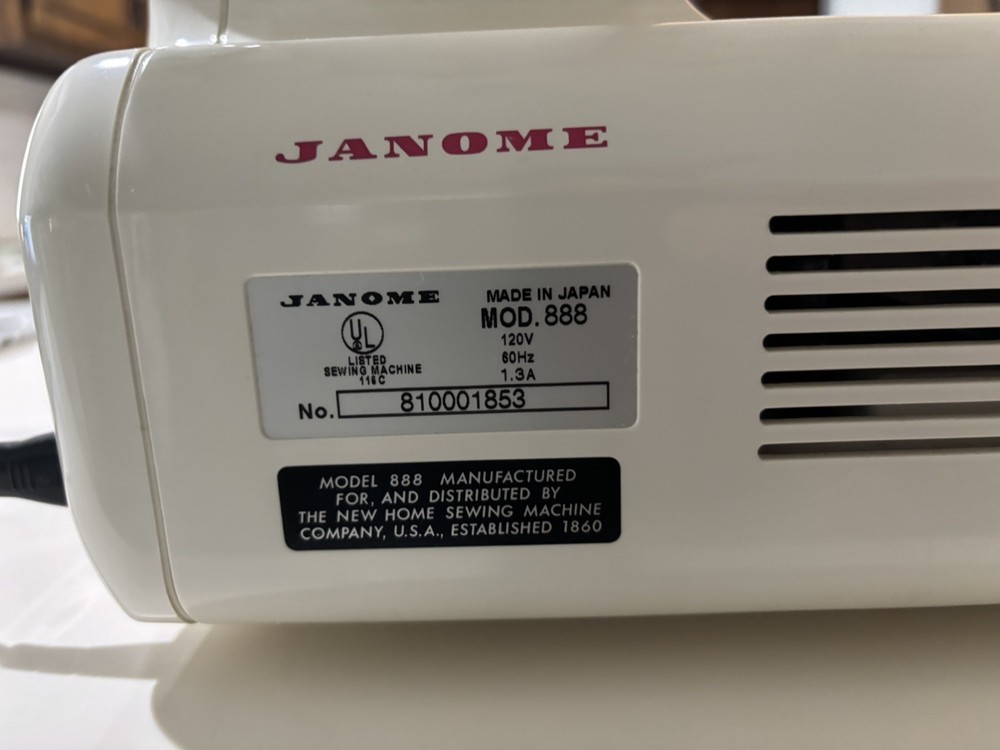 JANOME
JANOME MADE IN JAPAN
MOD. 888
UL
120V
LISTED 60Hz
SEWING MACHINE 1.3A
116C
No. 810001853
MODEL 888 MANUFACTURED
FOR, AND DISTRIBUTED BY
THE NEW HOME SEWING MACHINE
COMPANY, U.S.A., ESTABLISHED 1860